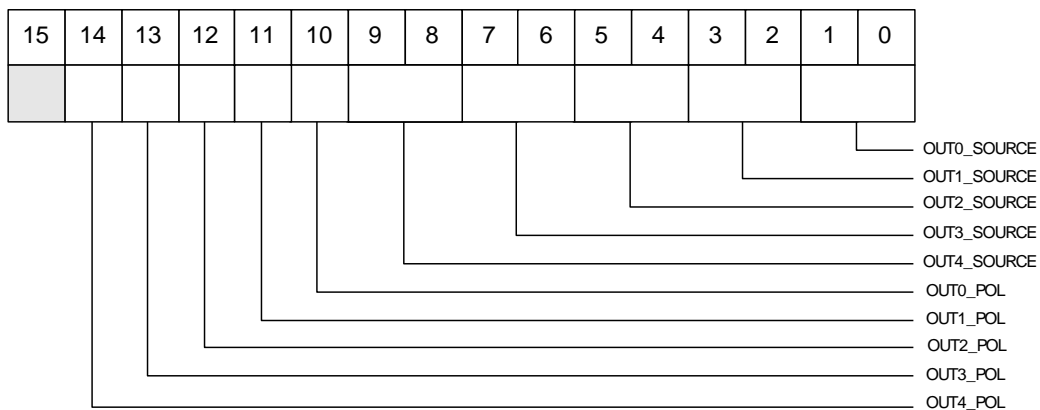 15 14 13 12 11 10 9 8 7 6 5 4 3 2 1 0
OUT0_SOURCE
OUT1_SOURCE
OUT2_SOURCE
OUT3_SOURCE
OUT4_SOURCE
OUT0_POL
OUT1_POL
OUT2_POL
OUT3_POL
OUT4_POL